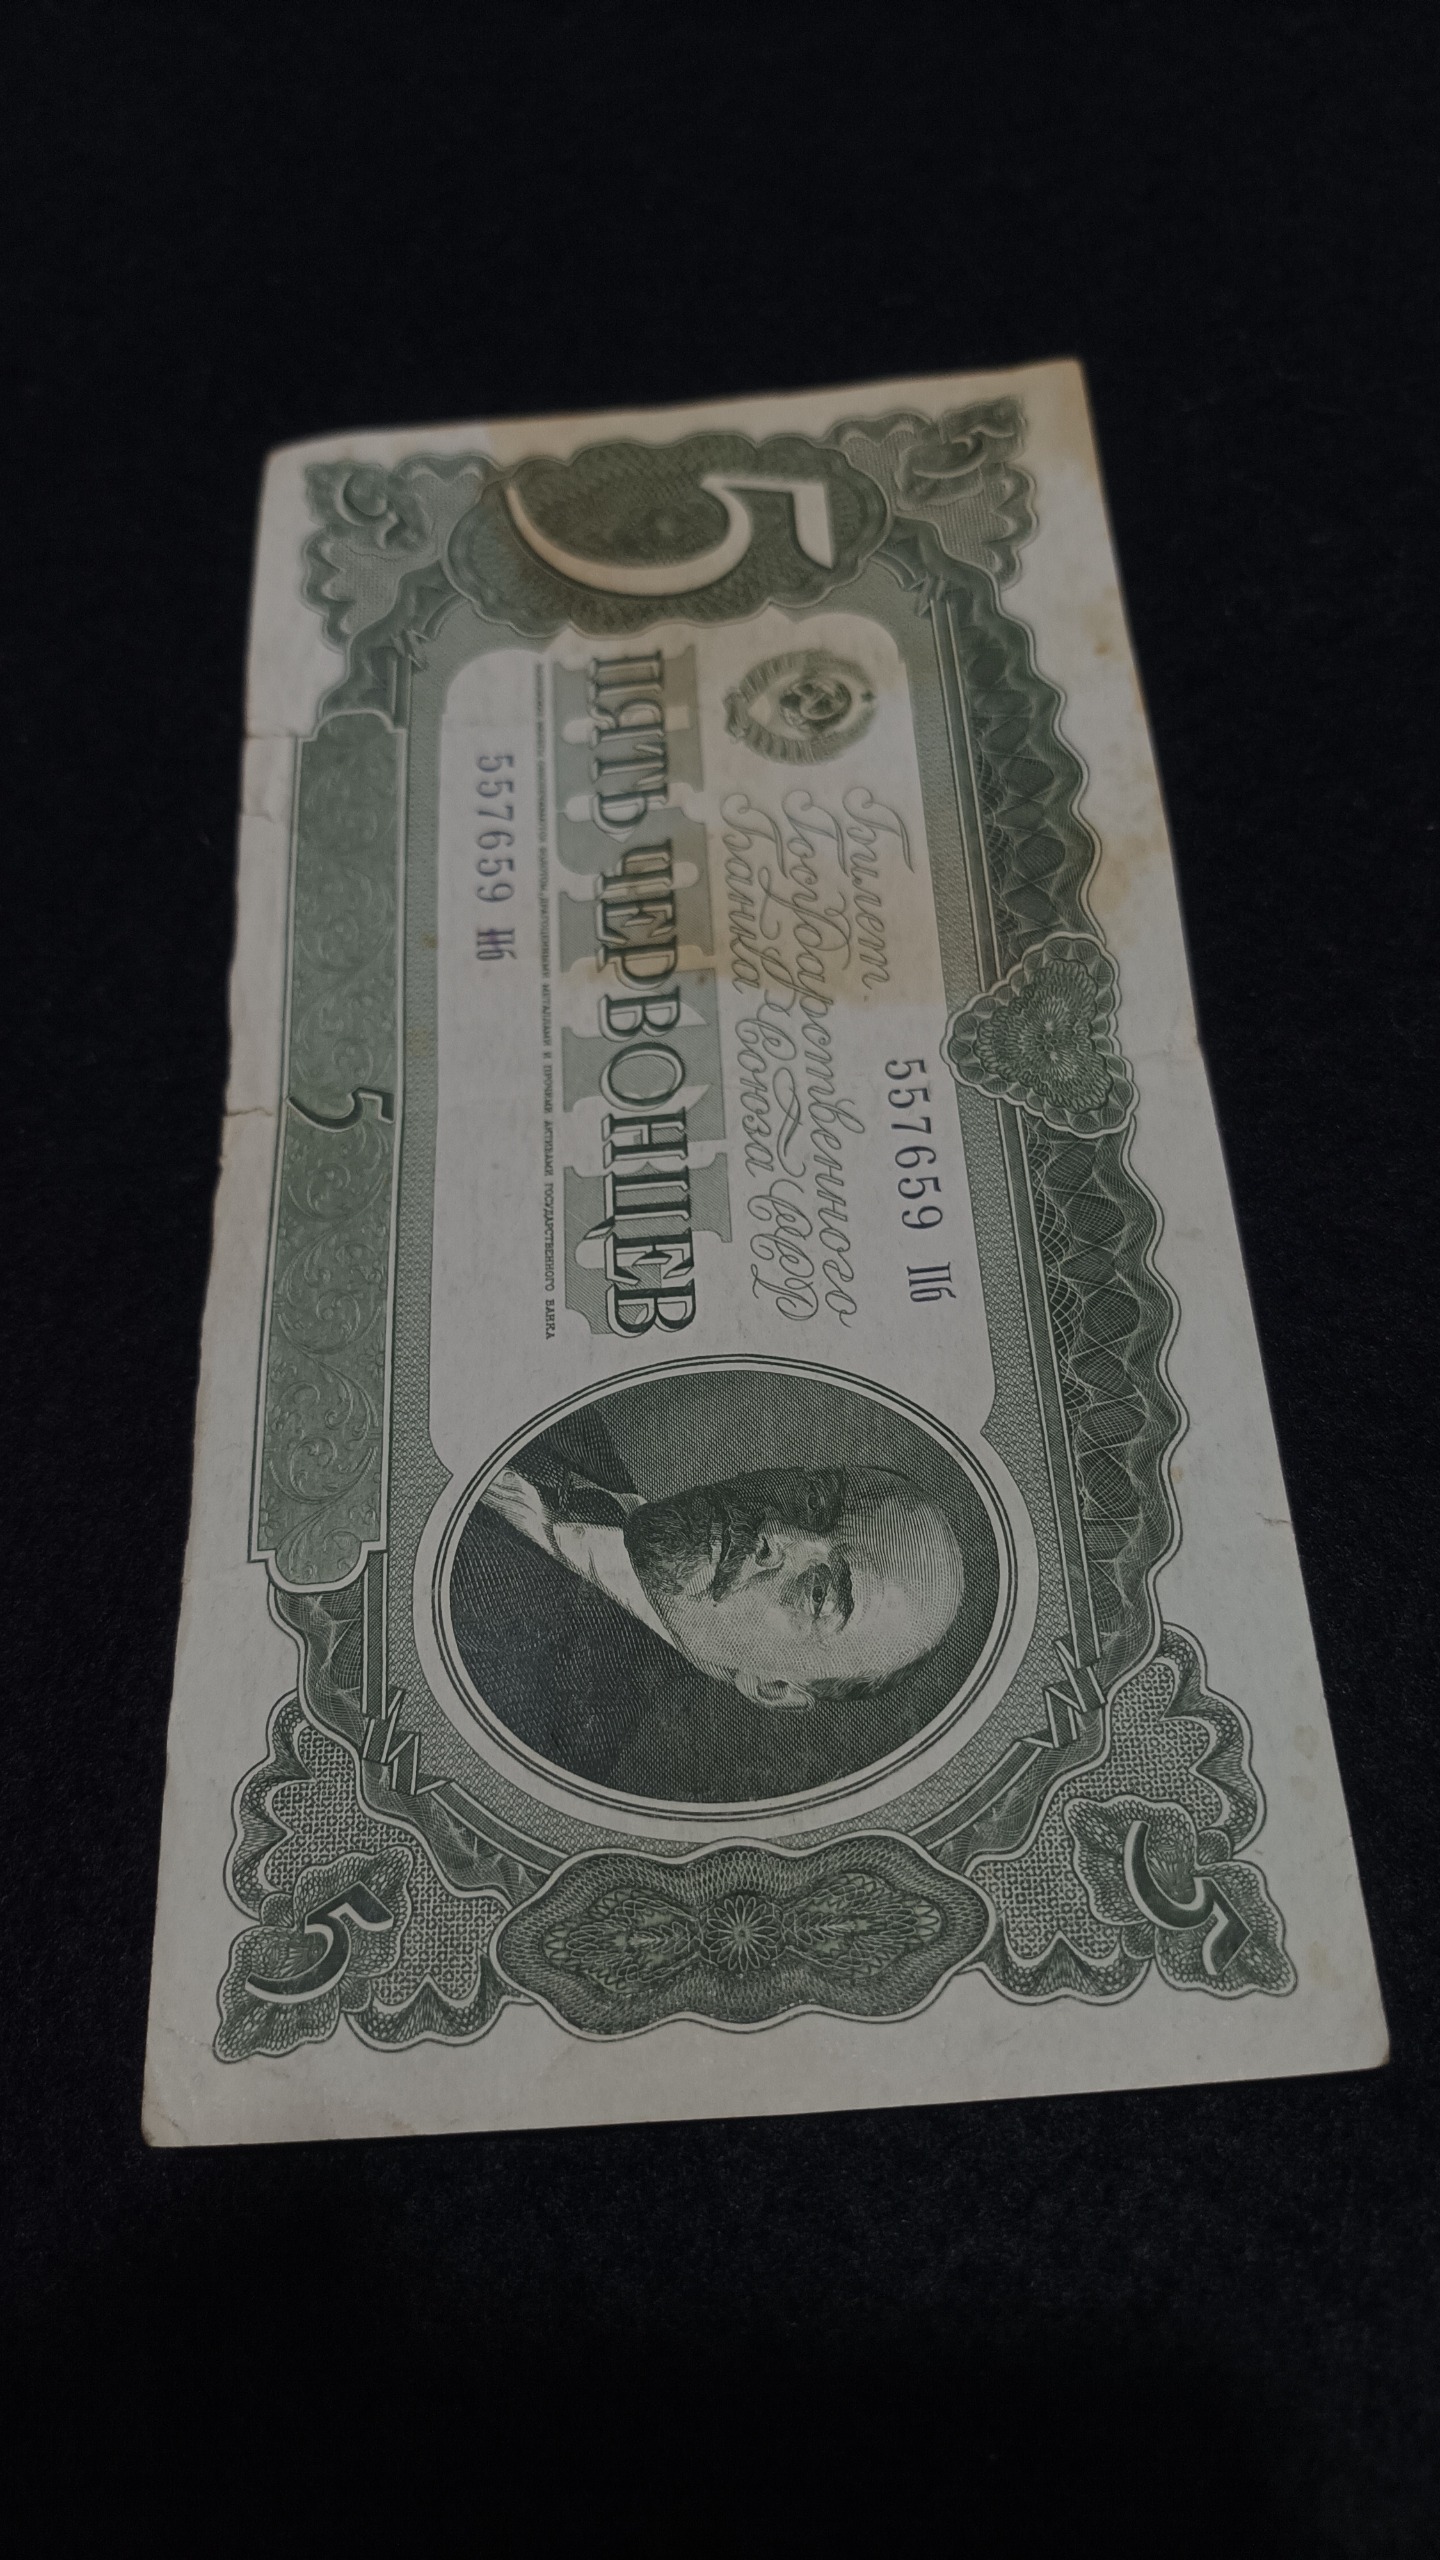 557659 Пб
Билет
Государственного
Банка Союза ССР
ПЯТЬ ЧЕРВОНЦЕВ
557659 Пб
5
5
5
5
5